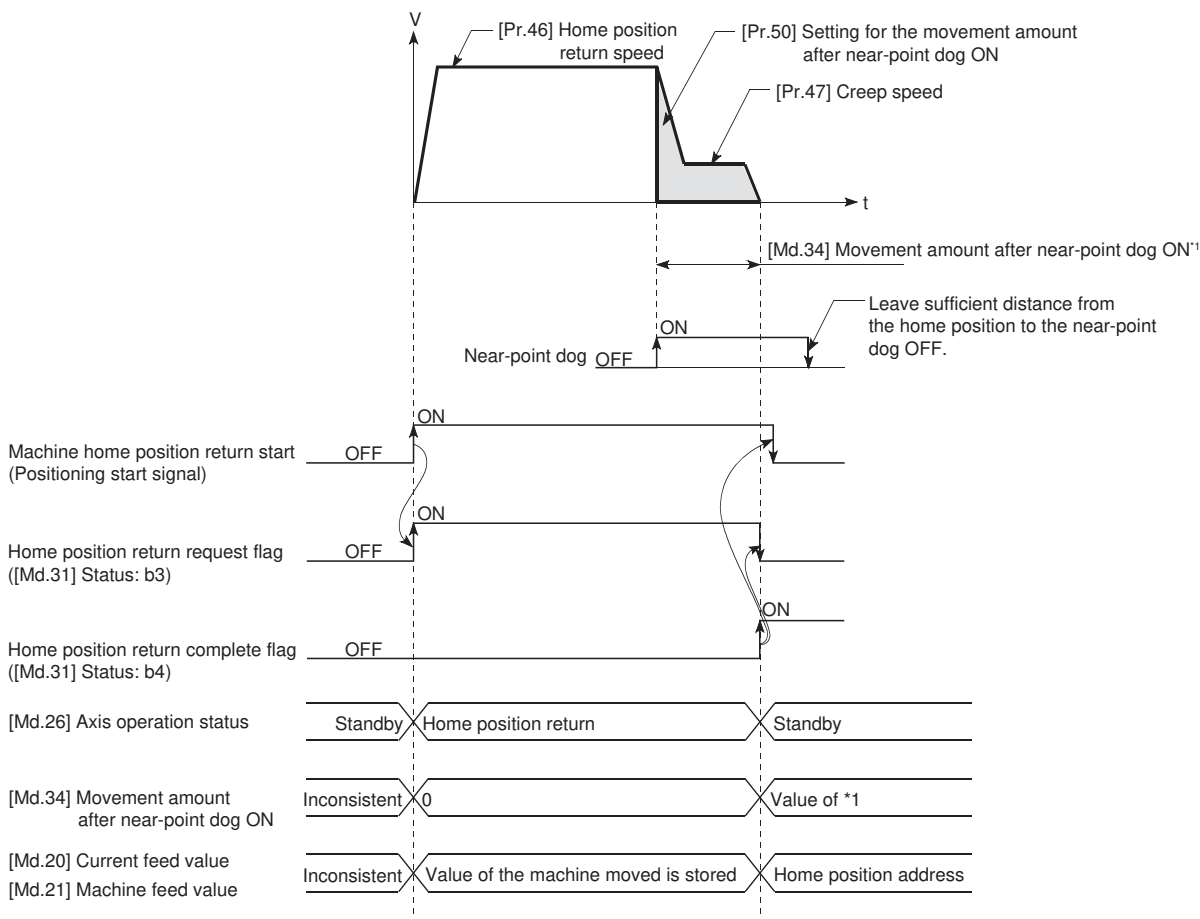 V
[Pr.46] Home position
return speed
[Pr.50] Setting for the movement amount
after near-point dog ON
[Pr.47] Creep speed
t
[Md.34] Movement amount after near-point dog ON*1
Leave sufficient distance from
the home position to the near-point
dog OFF.
ON
Near-point dog OFF
ON
Machine home position return start OFF
(Positioning start signal)
ON
Home position return request flag OFF
([Md.31] Status: b3)
ON
Home position return complete flag OFF
([Md.31] Status: b4)
[Md.26] Axis operation status Standby Home position return Standby
[Md.34] Movement amount Inconsistent 0 Value of *1
after near-point dog ON
[Md.20] Current feed value
Inconsistent Value of the machine moved is stored Home position address
[Md.21] Machine feed value